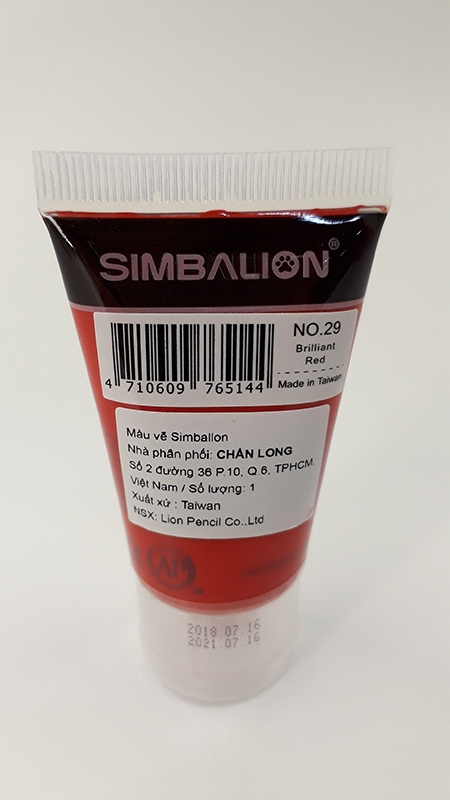 SIMBALION®
NO.29
Brilliant
Red
Made in Taiwan
4 710609 765144
Màu vẽ Simballon
Nhà phân phối: CHẤN LONG
Số 2 đường 36 P.10, Q.6, TPHCM.
Việt Nam / Số lượng: 1
Xuất xứ : Taiwan
NSX: Lion Pencil Co..Ltd
AP
2018.07.16
2021.07.16